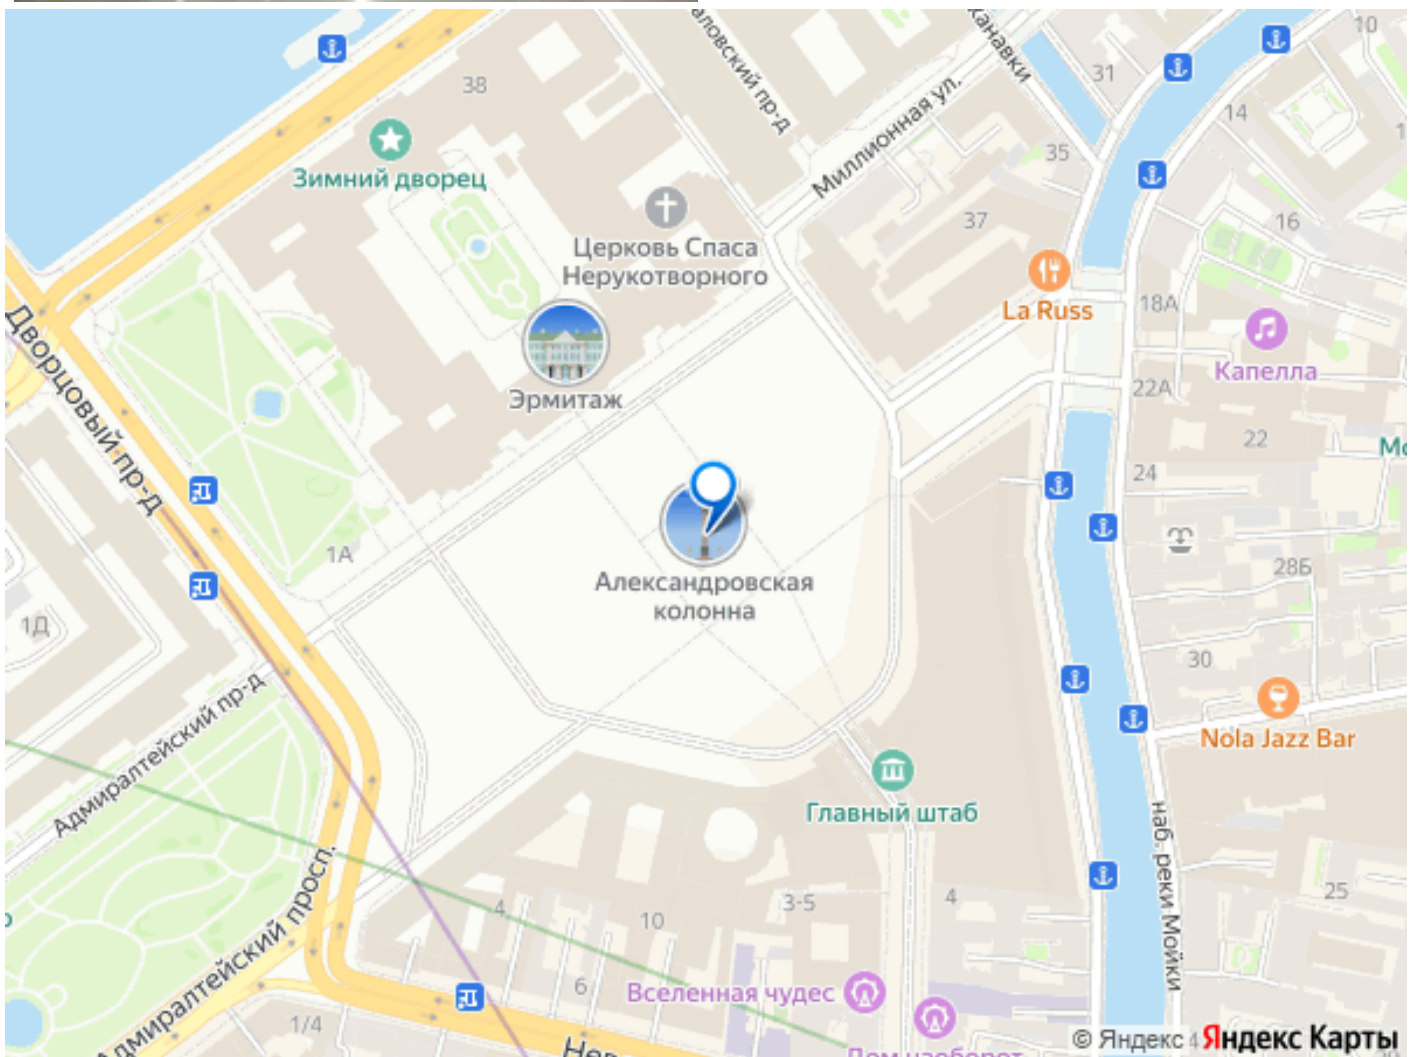 10
канавки
31
38
14
Миллионная ул.
35
Зимний дворец
16
Церковь Спаса
Нерукотворного
37
18А
La Russ
Дворцовый пр-д
Капелла
22А
Эрмитаж
22
24
1А
28Б
Александровская
колонна
1Д
30
Адмиралтейский пр-д
Nola Jazz Bar
Главный штаб
наб. реки Мойки
Адмиралтейский просп.
25
3-5
4
4
10
6
Вселенная чудес
1/4
Дом наоборот
© Яндекс
4
Яндекс Карты